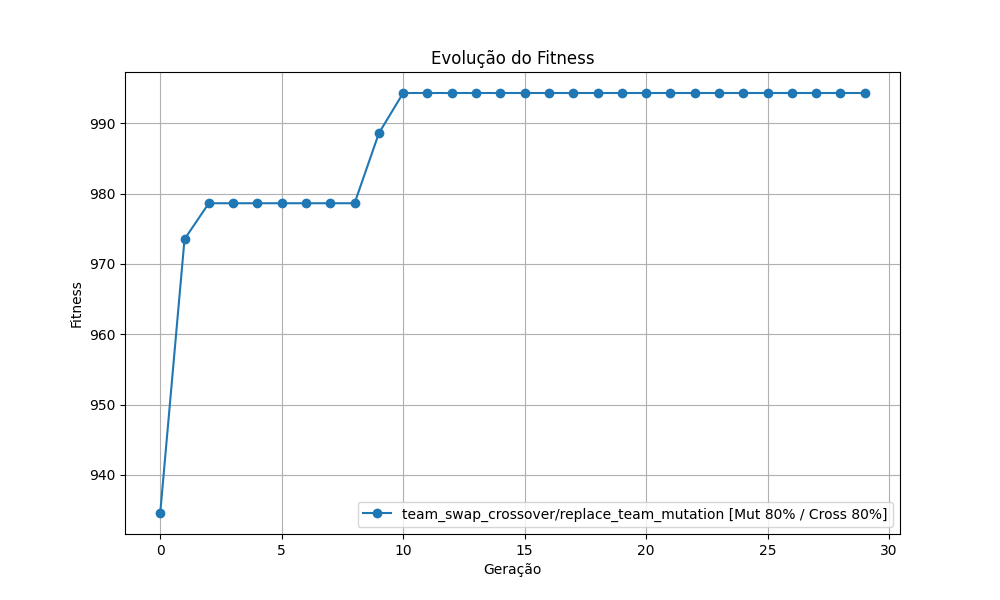 Evolução do Fitness
Fitness
990
980
970
960
950
940
team_swap_crossover/replace_team_mutation [Mut 80% / Cross 80%]
0 5 10 15 20 25 30
Geração